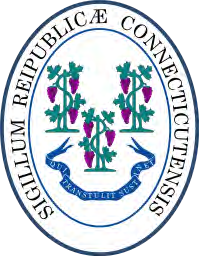 SIGILLUM REIPUBLICÆ CONNECTICUTENSIS
QUI TRANSTULIT SUSTINET